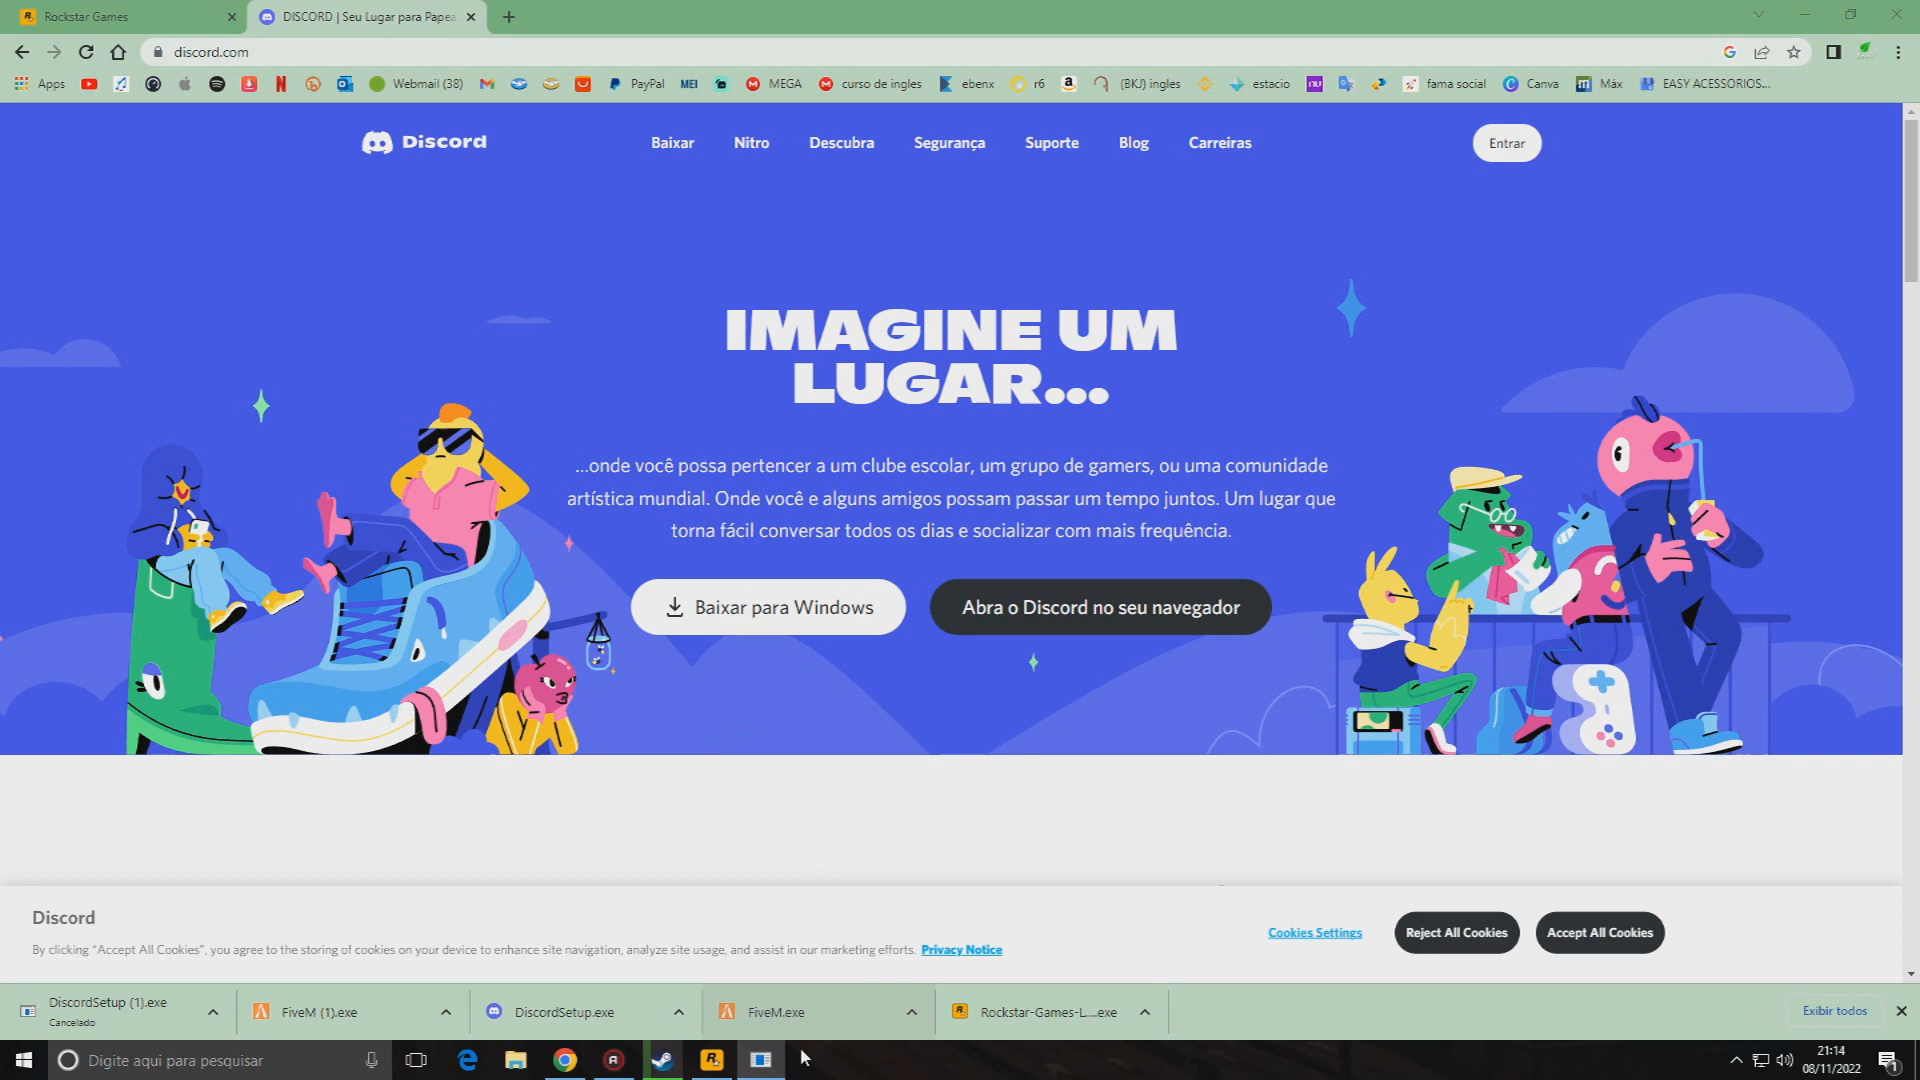 Rockstar Games
DISCORD | Seu Lugar para Papea
discord.com
Apps
Webmail (38)
PayPal
MEI
MEGA
curso de ingles
ebenx
r6
(BKJ) ingles
estacio
fama social
Canva
Máx
EASY ACESSORIOS...
Discord
Baixar
Nitro
Descubra
Segurança
Suporte
Blog
Carreiras
Entrar
IMAGINE UM
LUGAR...
...onde você possa pertencer a um clube escolar, um grupo de gamers, ou uma comunidade
artística mundial. Onde você e alguns amigos possam passar um tempo juntos. Um lugar que
torna fácil conversar todos os dias e socializar com mais frequência.
Baixar para Windows
Abra o Discord no seu navegador
Discord
By clicking “Accept All Cookies”, you agree to the storing of cookies on your device to enhance site navigation, analyze site usage, and assist in our marketing efforts. Privacy Notice
Cookies Settings
Reject All Cookies
Accept All Cookies
DiscordSetup (1).exe
Cancelado
FiveM (1).exe
DiscordSetup.exe
FiveM.exe
Rockstar-Games-L....exe
Exibir todos
Digite aqui para pesquisar
21:14
08/11/2022
1